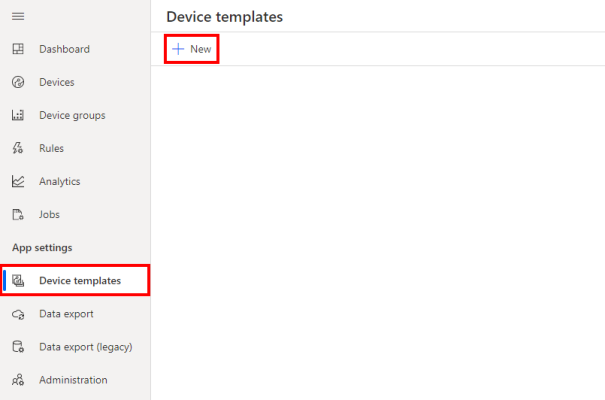 Device templates
New
Dashboard
Devices
Device groups
Rules
Analytics
Jobs
App settings
Device templates
Data export
Data export (legacy)
Administration